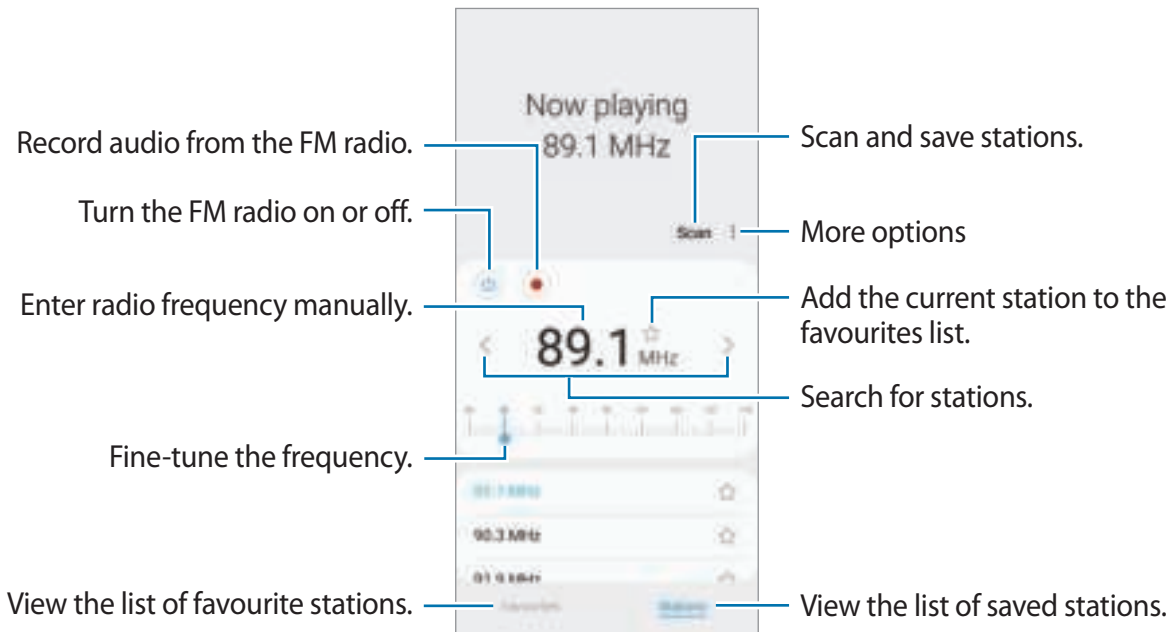 Now playing
89.1 MHz
Record audio from the FM radio.
Scan and save stations.
Turn the FM radio on or off.
Scan
More options
Enter radio frequency manually.
Add the current station to the
favourites list.
89.1 MHz
Search for stations.
Fine-tune the frequency.
90.3 MHz
View the list of favourite stations.
Stations
View the list of saved stations.